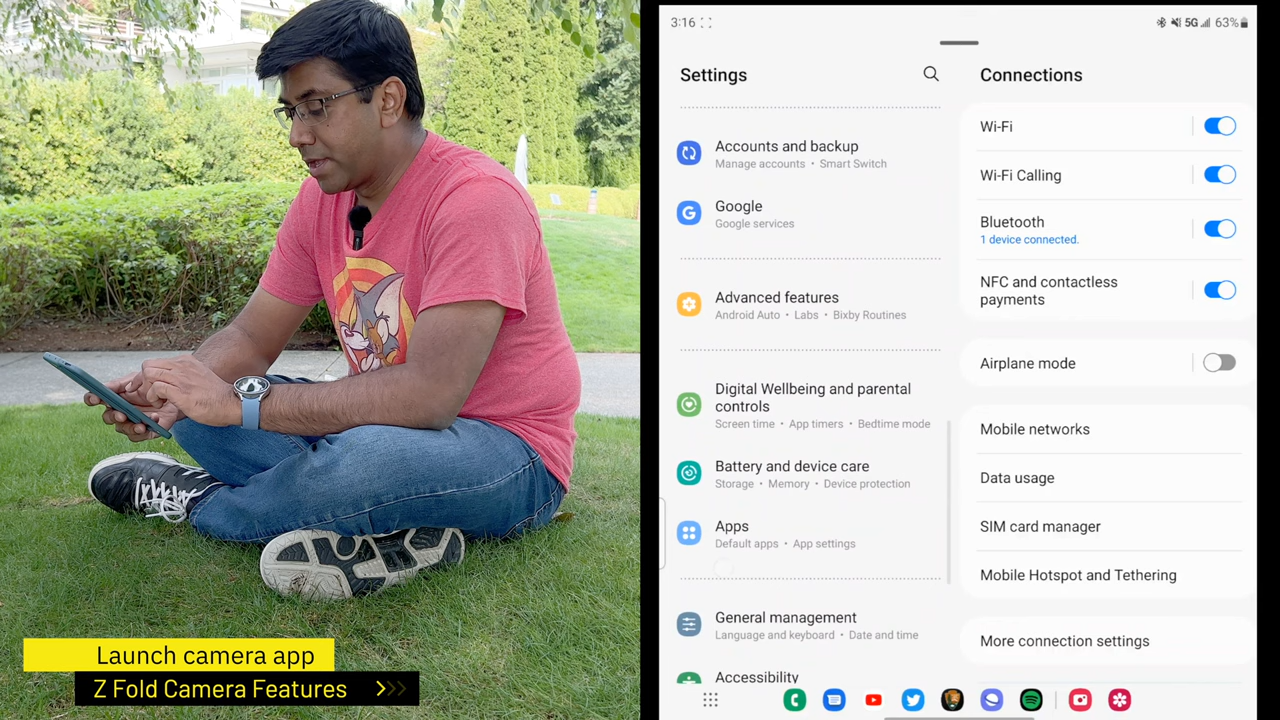 3:16
5G
63%
Settings
Accounts and backup
Manage accounts • Smart Switch
Google
Google services
Advanced features
Android Auto • Labs • Bixby Routines
Digital Wellbeing and parental
controls
Screen time • App timers • Bedtime mode
Battery and device care
Storage • Memory • Device protection
Apps
Default apps • App settings
General management
Language and keyboard • Date and time
Accessibility
Connections
Wi-Fi
Wi-Fi Calling
Bluetooth
1 device connected.
NFC and contactless
payments
Airplane mode
Mobile networks
Data usage
SIM card manager
Mobile Hotspot and Tethering
More connection settings
Launch camera app
Z Fold Camera Features